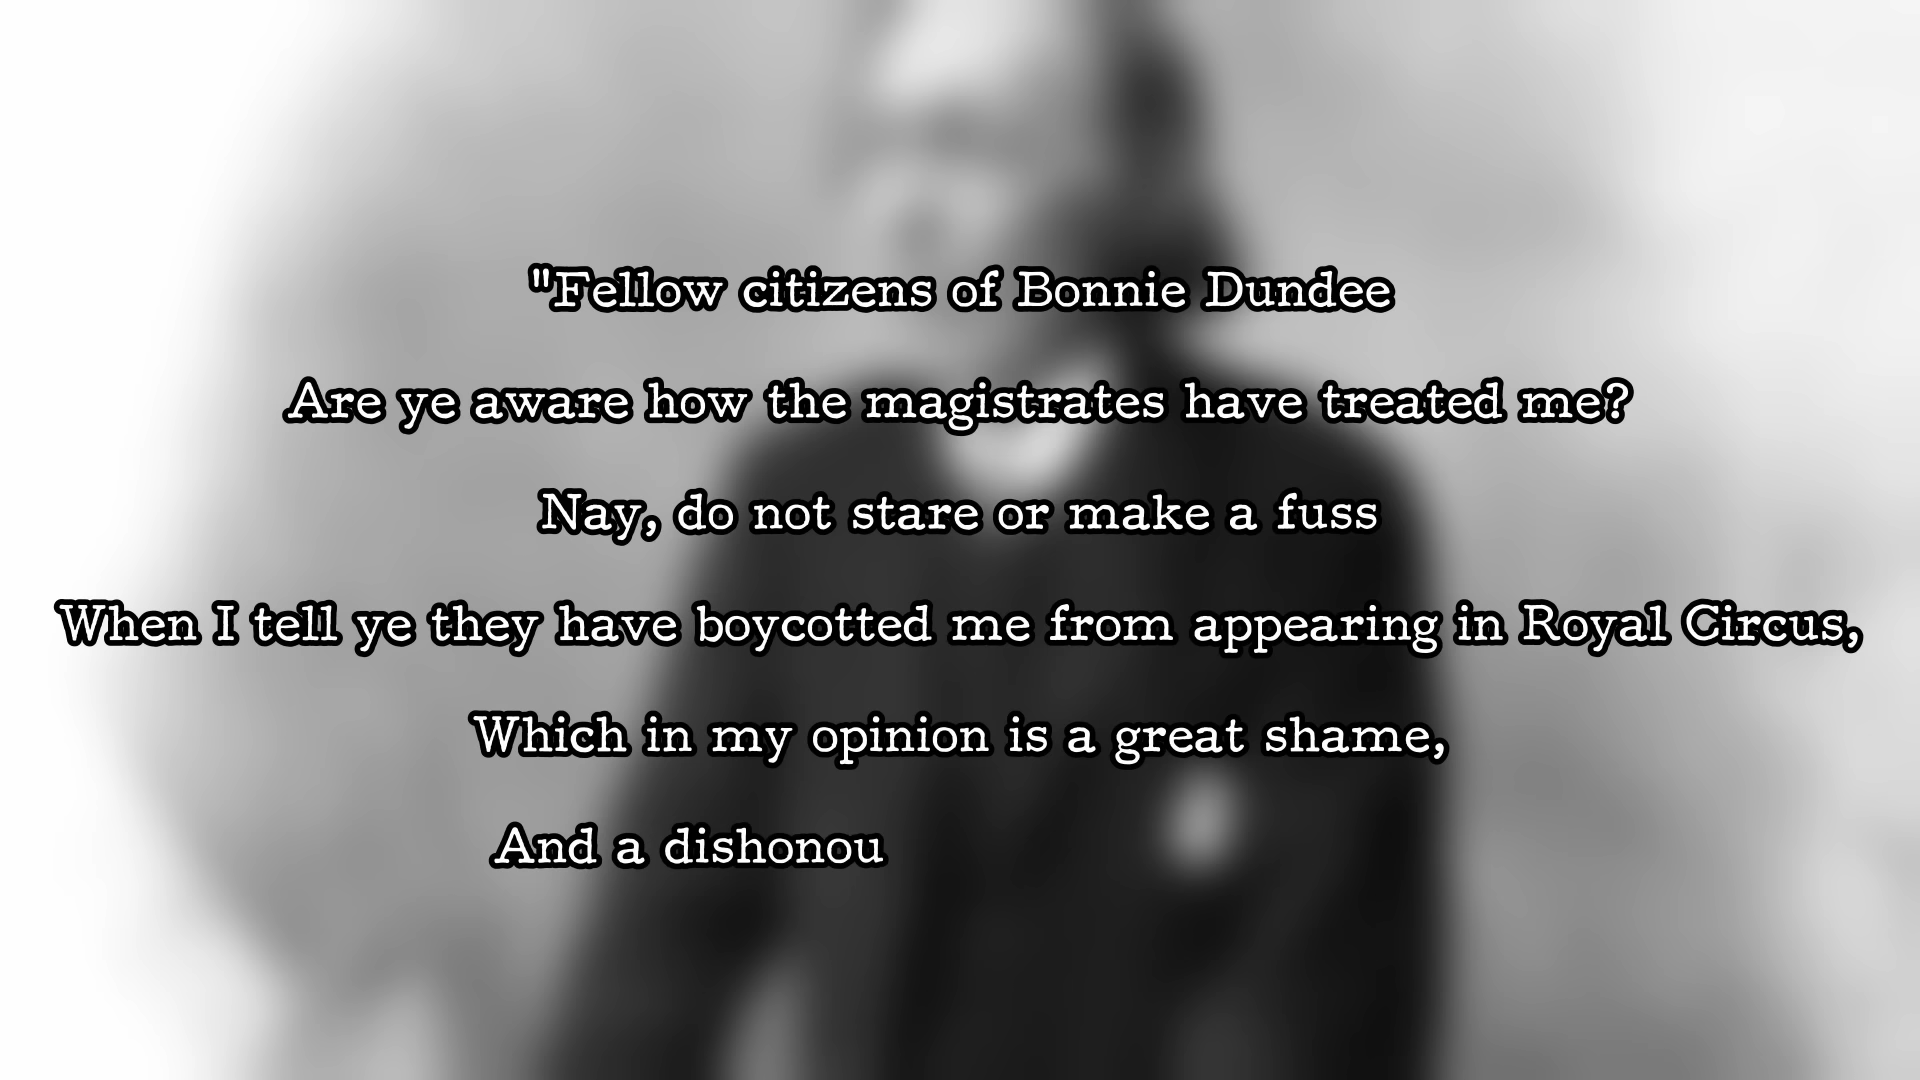 "Fellow citizens of Bonnie Dundee
Are ye aware how the magistrates have treated me?
Nay, do not stare or make a fuss
When I tell ye they have boycotted me from appearing in Royal Circus,
Which in my opinion is a great shame,
And a dishonou